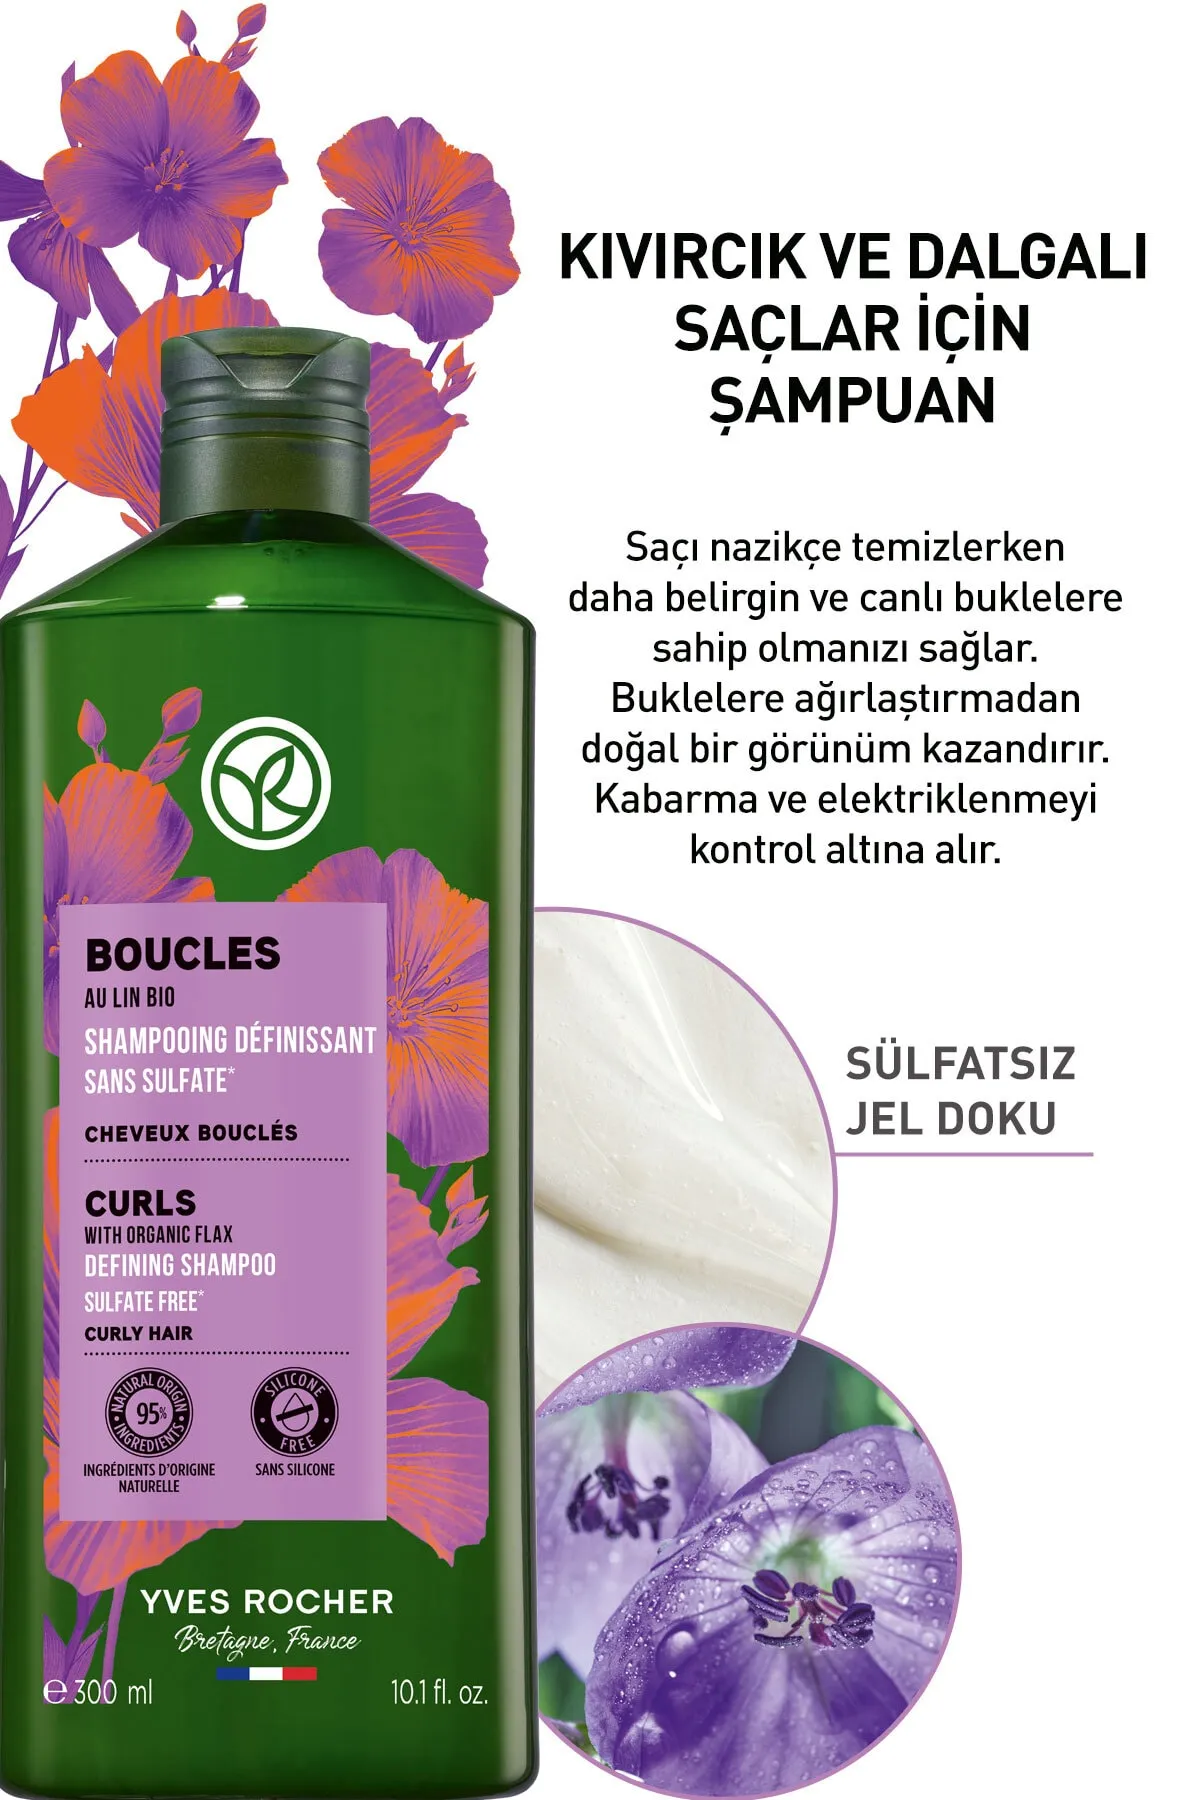 KIVIRCIK VE DALGALI
SAÇLAR İÇİN
ŞAMPUAN
Saçı nazikçe temizlerken
daha belirgin ve canlı buklelere
sahip olmanızı sağlar.
Buklelere ağırlaştırmadan
doğal bir görünüm kazandırır.
Kabarma ve elektriklenmeyi
kontrol altına alır.
SÜLFATSIZ
JEL DOKU
BOUCLES
AU LIN BIO
SHAMPOOING DÉFINISSANT
SANS SULFATE*
CHEVEUX BOUCLÉS
CURLS
WITH ORGANIC FLAX
DEFINING SHAMPOO
SULFATE FREE*
CURLY HAIR
NATURAL ORIGIN
95%
INGREDIENTS
INGRÉDIENTS D'ORIGINE
NATURELLE
SILICONE
FREE
SANS SILICONE
YVES ROCHER
Bretagne, France
℮ 300 ml
10.1 fl. oz.